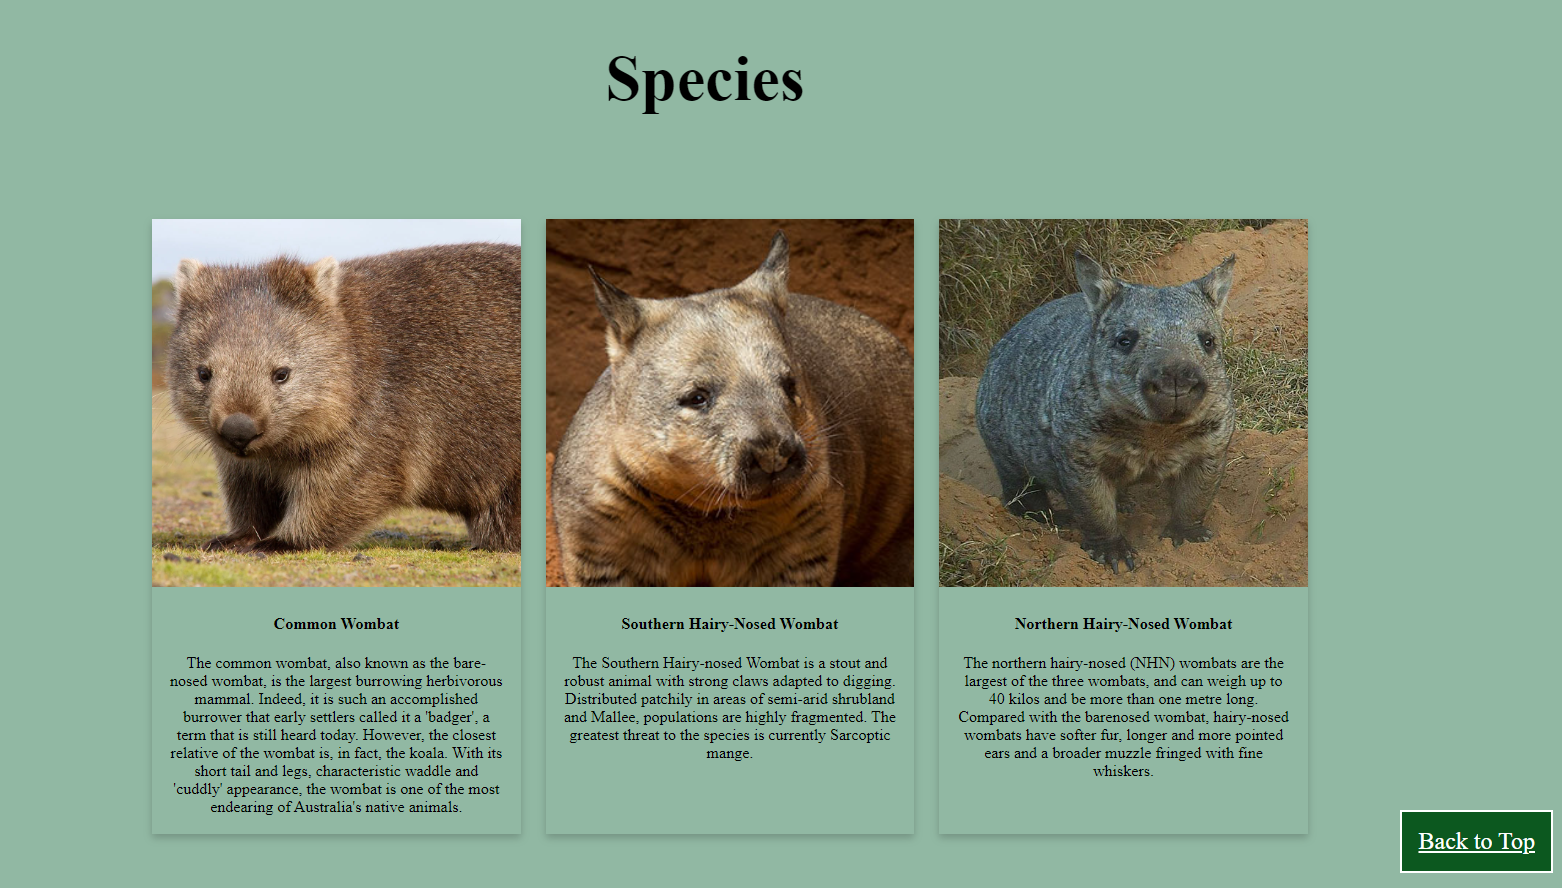 Species
Common Wombat
The common wombat, also known as the bare-
nosed wombat, is the largest burrowing herbivorous
mammal. Indeed, it is such an accomplished
burrower that early settlers called it a 'badger', a
term that is still heard today. However, the closest
relative of the wombat is, in fact, the koala. With its
short tail and legs, characteristic waddle and
'cuddly' appearance, the wombat is one of the most
endearing of Australia's native animals.
Southern Hairy-Nosed Wombat
The Southern Hairy-nosed Wombat is a stout and
robust animal with strong claws adapted to digging.
Distributed patchily in areas of semi-arid shrubland
and Mallee, populations are highly fragmented. The
greatest threat to the species is currently Sarcoptic
mange.
Northern Hairy-Nosed Wombat
The northern hairy-nosed (NHN) wombats are the
largest of the three wombats, and can weigh up to
40 kilos and be more than one metre long.
Compared with the barenosed wombat, hairy-nosed
wombats have softer fur, longer and more pointed
ears and a broader muzzle fringed with fine
whiskers.
Back to Top